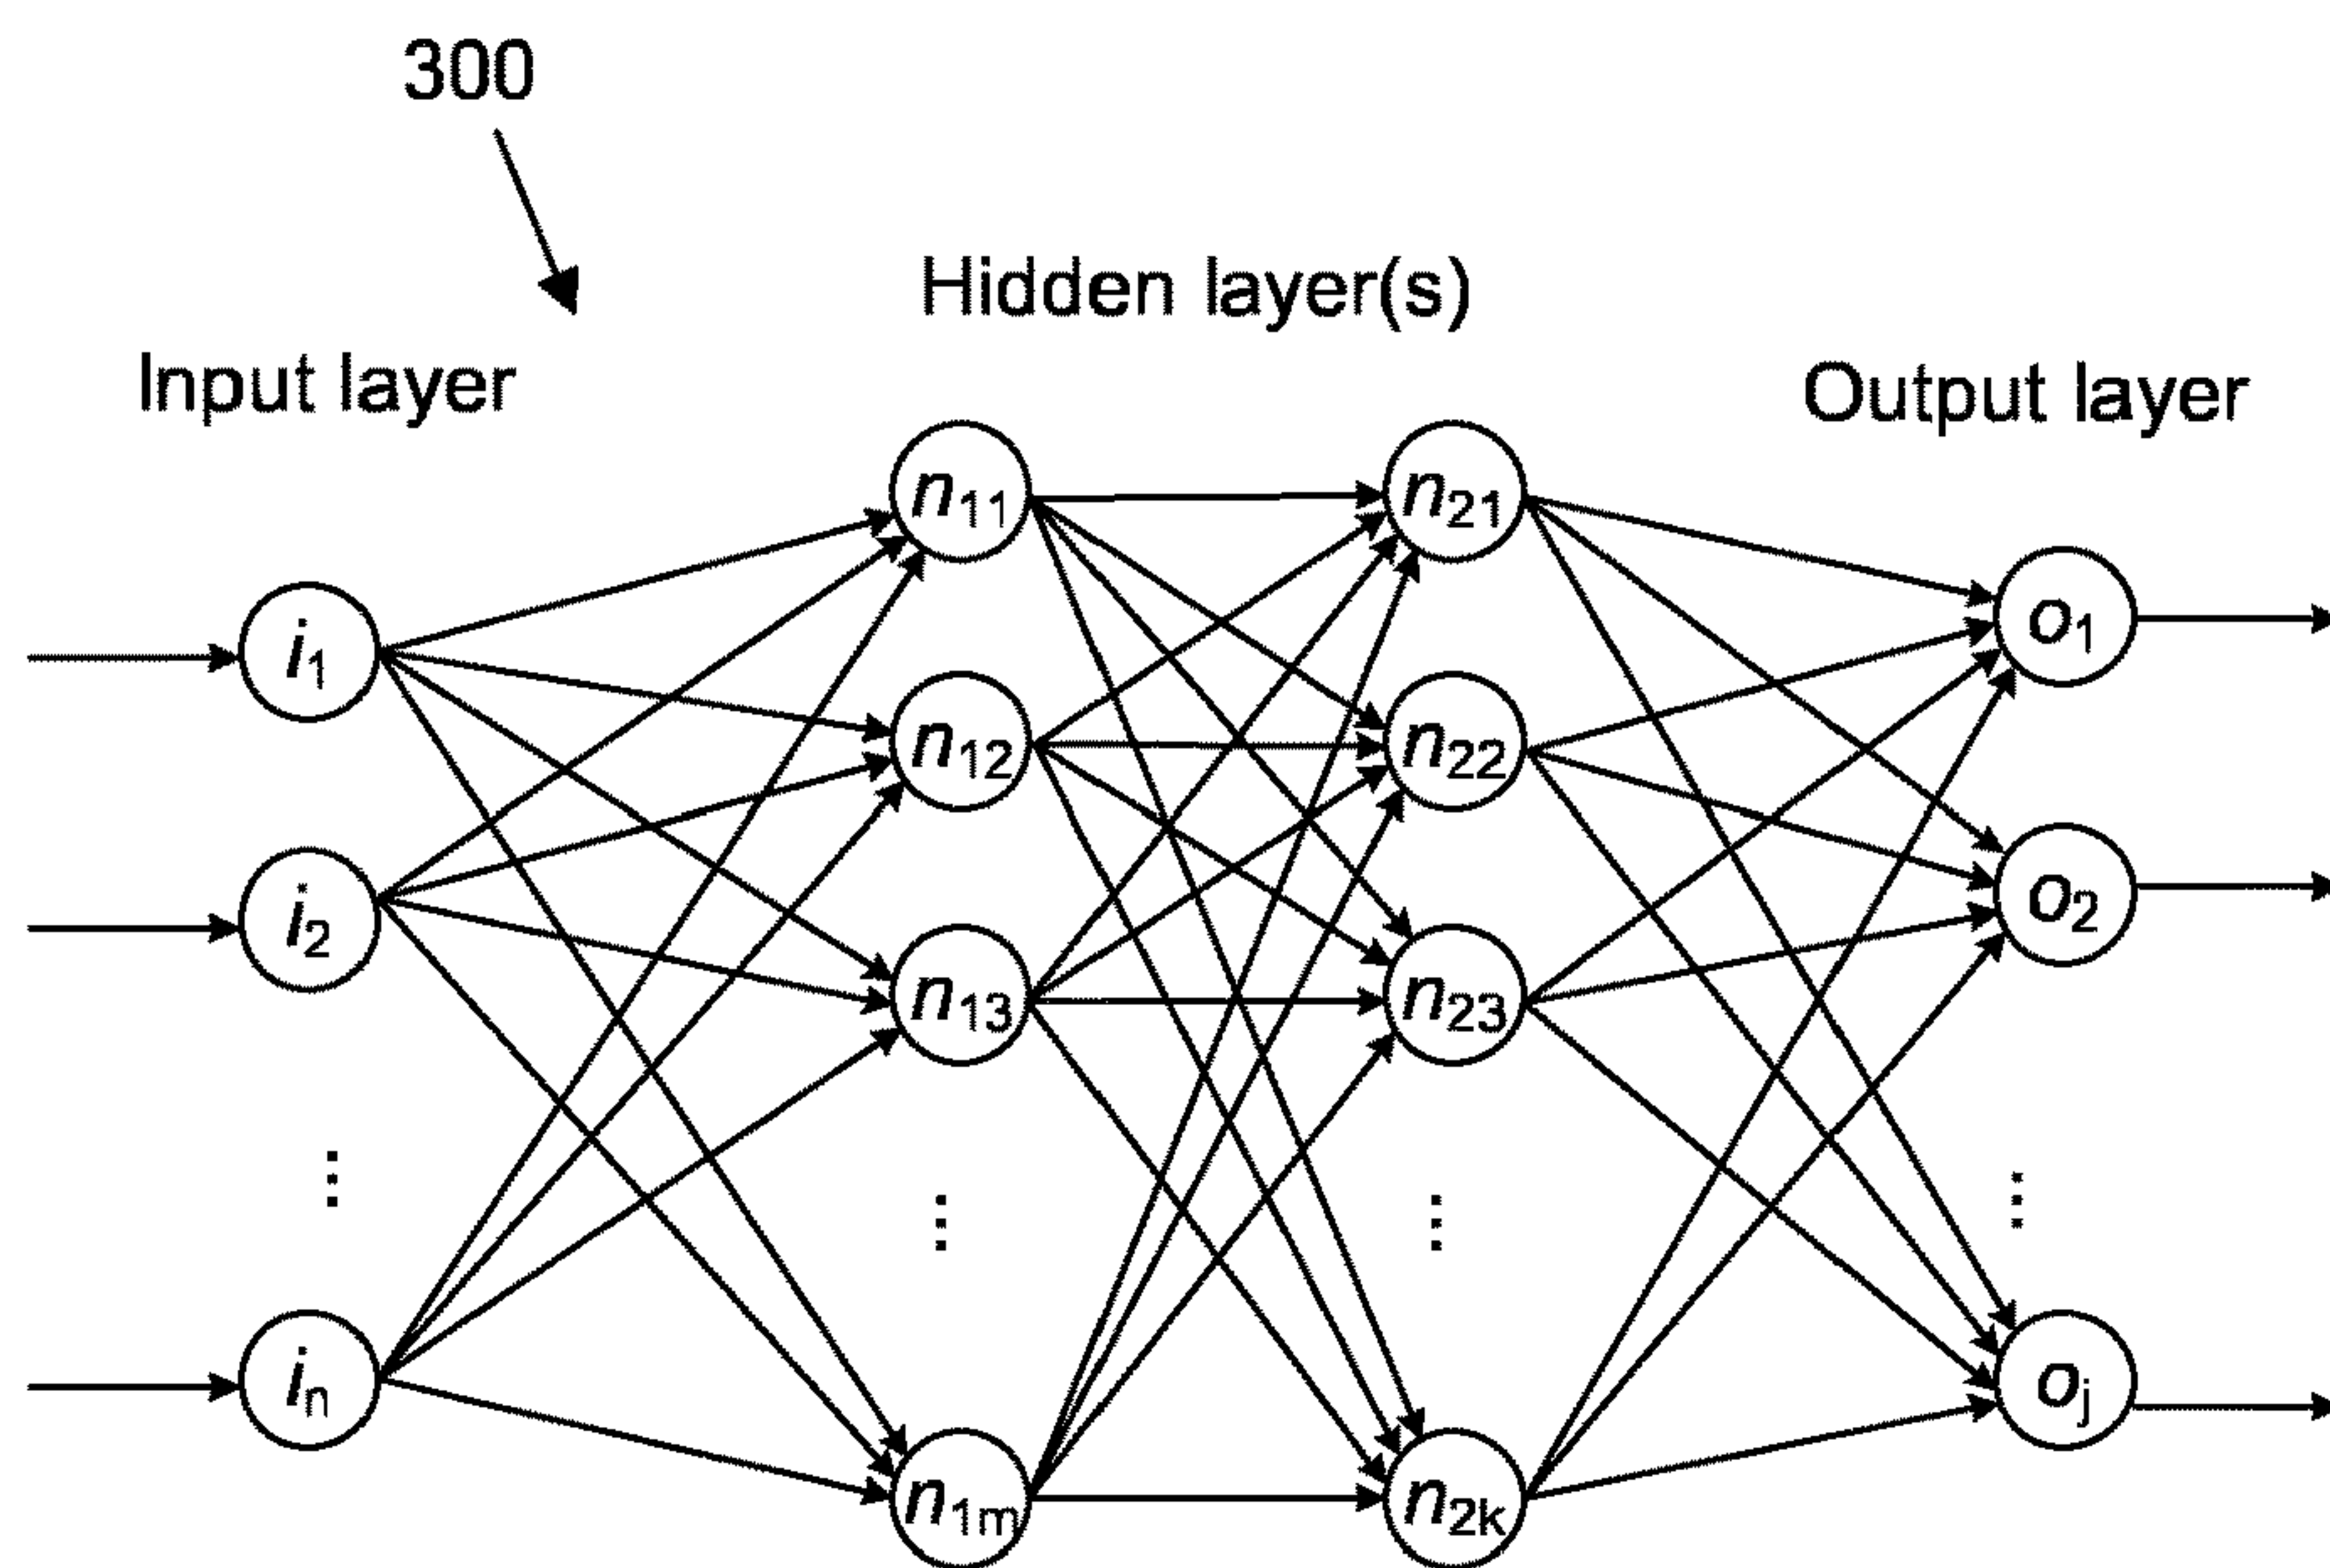 300
Hidden layer(s)
Input layer
Output layer
n11
n21
o1
i1
n12
n22
o2
i2
n13
n23
⋮
⋮
⋮
⋮
in
oj
n1m
n2k